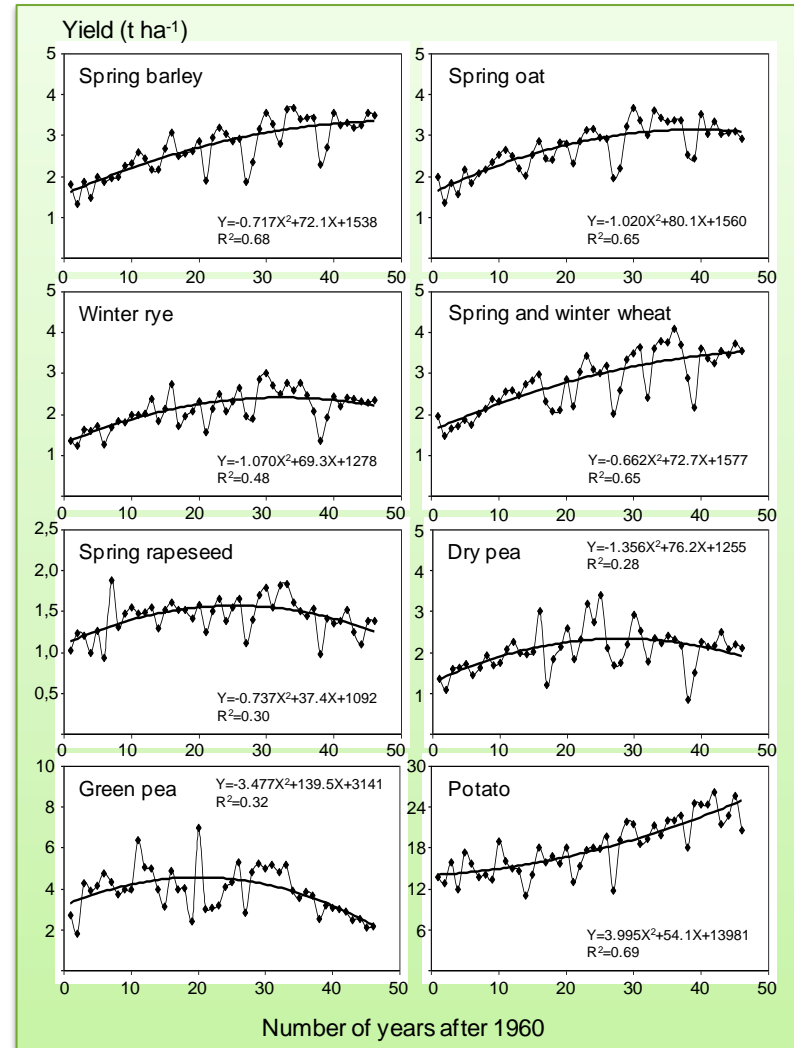 Yield (t ha-1)
5
4
3
2
1
Spring barley
Y=-0.717X2+72.1X+1538
R2=0.68
0 10 20 30 40 50
5
4
3
2
1
Spring oat
Y=-1.020X2+80.1X+1560
R2=0.65
0 10 20 30 40 50
5
4
3
2
1
Winter rye
Y=-1.070X2+69.3X+1278
R2=0.48
0 10 20 30 40 50
5
4
3
2
1
Spring and winter wheat
Y=-0.662X2+72.7X+1577
R2=0.65
0 10 20 30 40 50
2,5
2,0
1,5
1,0
0,5
Spring rapeseed
Y=-0.737X2+37.4X+1092
R2=0.30
0 10 20 30 40 50
5
4
3
2
1
Dry pea
Y=-1.356X2+76.2X+1255
R2=0.28
0 10 20 30 40 50
10
8
6
4
2
Green pea
Y=-3.477X2+139.5X+3141
R2=0.32
0 10 20 30 40 50
30
24
18
12
6
Potato
Y=3.995X2+54.1X+13981
R2=0.69
0 10 20 30 40 50
Number of years after 1960